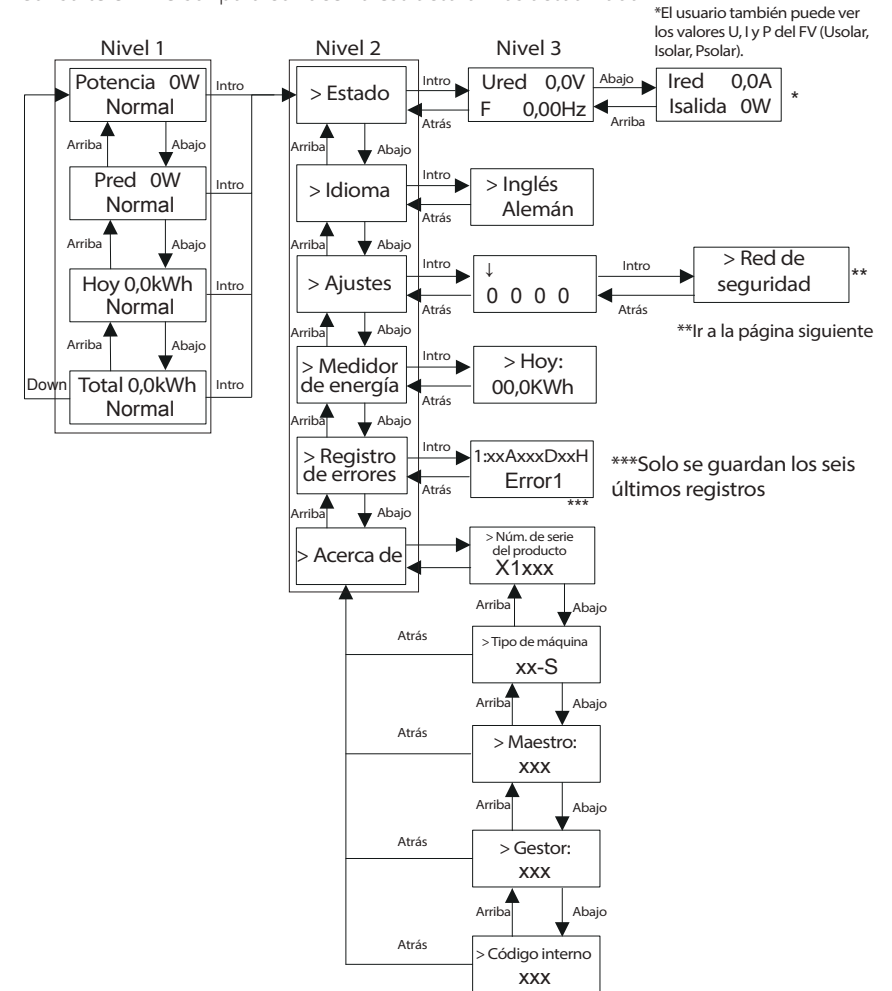 *El usuario también puede ver
los valores U, I y P del FV (Usolar,
Isolar, Psolar).
Nivel 1
Nivel 2
Nivel 3
Potencia 0W
Normal
Intro
Arriba
Abajo
Pred 0W
Normal
Intro
Arriba
Abajo
Hoy 0,0kWh
Normal
Intro
Arriba
Abajo
Down
Total 0,0kWh
Normal
Intro
> Estado
Intro
Atrás
Ured 0,0V
F 0,00Hz
Abajo
Arriba
Ired 0,0A
Isalida 0W
*
Arriba
Abajo
> Idioma
Intro
Atrás
> Inglés
Alemán
Arriba
Abajo
> Ajustes
Intro
Atrás
↓
0 0 0 0
Intro
Atrás
> Red de
seguridad
**
**Ir a la página siguiente
Arriba
Abajo
> Medidor
de energía
Intro
Atrás
> Hoy:
00,0KWh
Arriba
Abajo
> Registro
de errores
Intro
Atrás
1:xxAxxxDxxH
Error1
***
***Solo se guardan los seis
últimos registros
Arriba
Abajo
> Acerca de
> Núm. de serie
del producto
X1xxx
Arriba
Abajo
Atrás
> Tipo de máquina
xx-S
Arriba
Abajo
Atrás
> Maestro:
xxx
Arriba
Abajo
Atrás
> Gestor:
xxx
Arriba
Abajo
Atrás
> Código interno
xxx